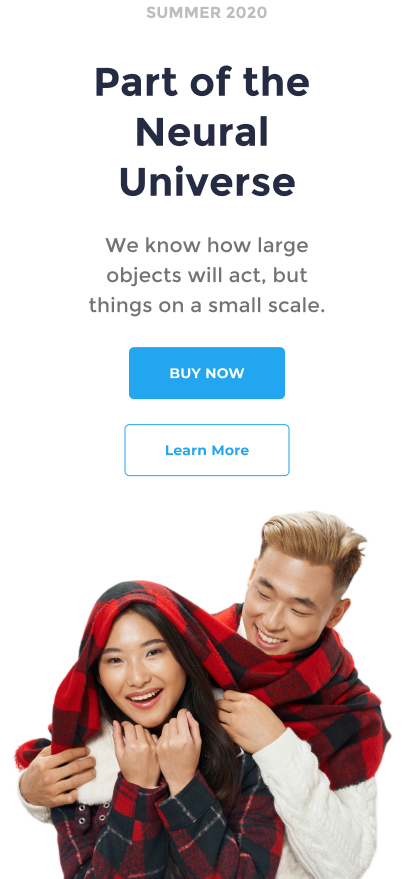 SUMMER 2020
Part of the
Neural
Universe
We know how large
objects will act, but
things on a small scale.
BUY NOW
Learn More